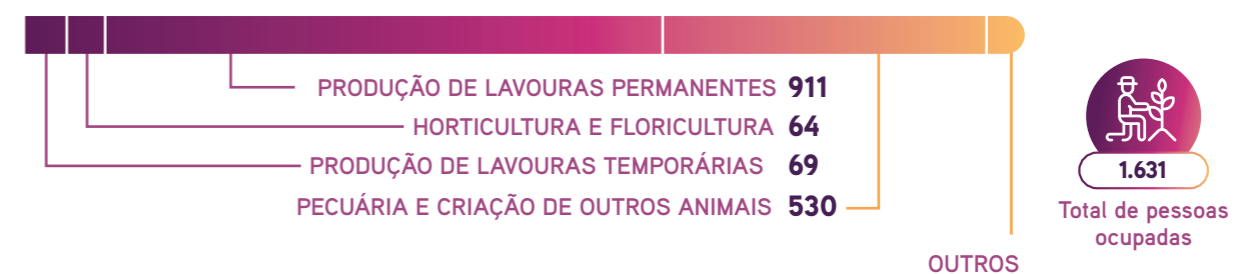 PRODUÇÃO DE LAVOURAS PERMANENTES 911
HORTICULTURA E FLORICULTURA 64
PRODUÇÃO DE LAVOURAS TEMPORÁRIAS 69
PECUÁRIA E CRIAÇÃO DE OUTROS ANIMAIS 530
OUTROS
1.631
Total de pessoas
ocupadas